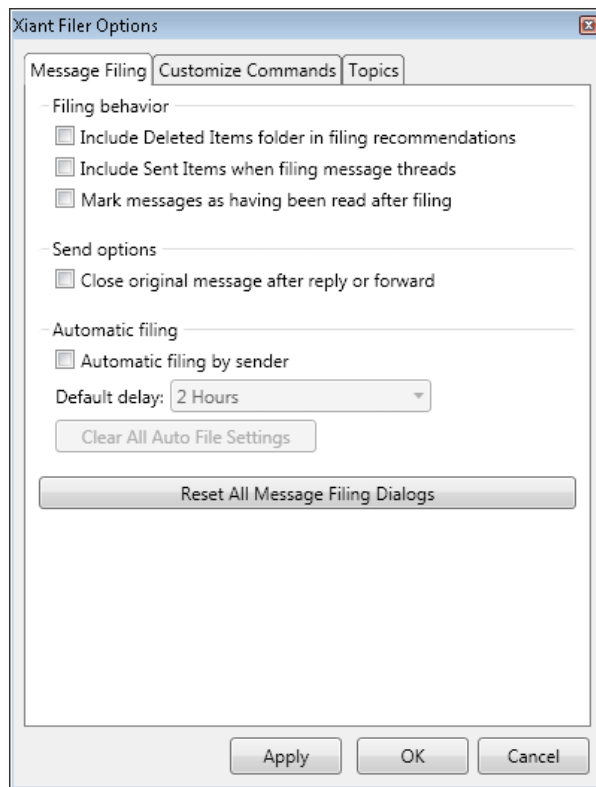 Xiant Filer Options
Message Filing Customize Commands Topics
Filing behavior
Include Deleted Items folder in filing recommendations
Include Sent Items when filing message threads
Mark messages as having been read after filing
Send options
Close original message after reply or forward
Automatic filing
Automatic filing by sender
Default delay: 2 Hours
Clear All Auto File Settings
Reset All Message Filing Dialogs
Apply OK Cancel